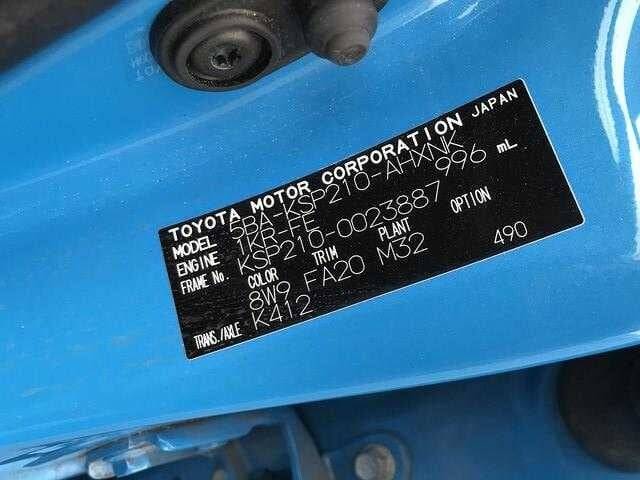 TOYOTA MOTOR CORPORATION JAPAN
MODEL 5BA-KSP210-AHXNK
ENGINE 1KR-FE 996 mL
FRAME No. KSP210-0023887
COLOR TRIM PLANT OPTION
8W9 FA20 M32 490
TRANS./AXLE K412